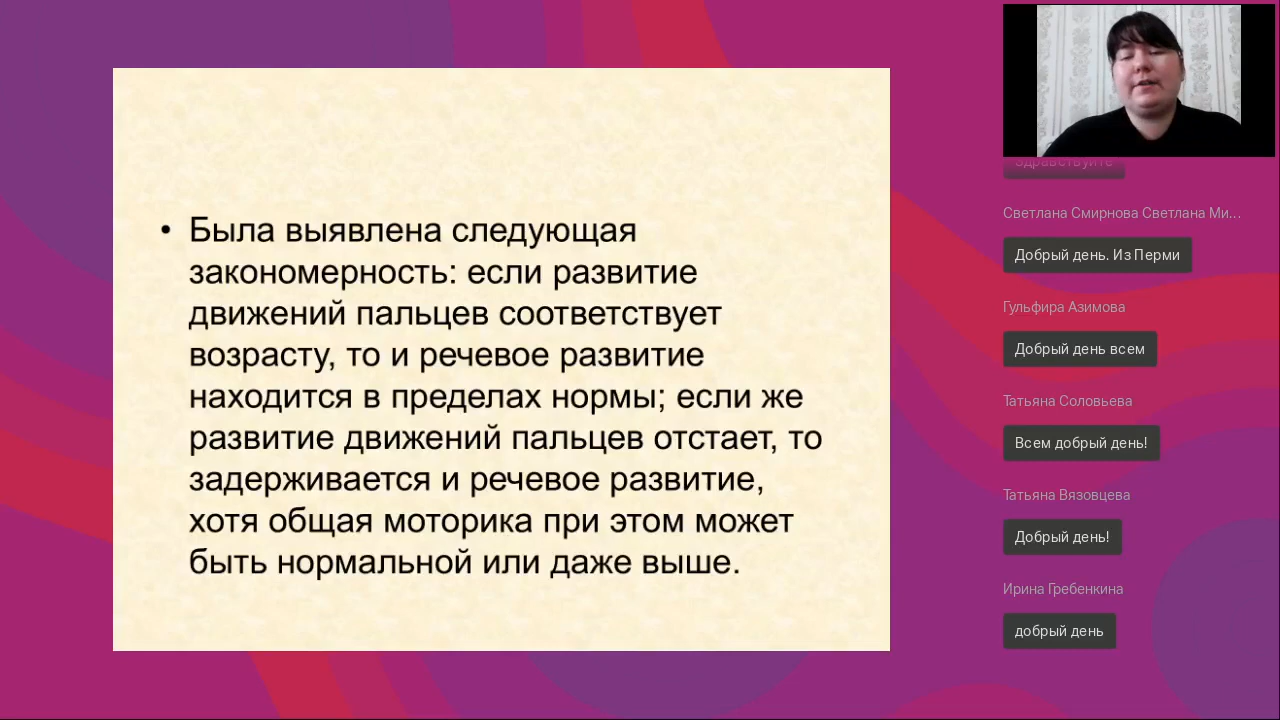 • Была выявлена следующая
закономерность: если развитие
движений пальцев соответствует
возрасту, то и речевое развитие
находится в пределах нормы; если же
развитие движений пальцев отстает, то
задерживается и речевое развитие,
хотя общая моторика при этом может
быть нормальной или даже выше.
Здравствуйте
Светлана Смирнова Светлана Ми...
Добрый день. Из Перми
Гульфира Азимова
Добрый день всем
Татьяна Соловьева
Всем добрый день!
Татьяна Вязовцева
Добрый день!
Ирина Гребенкина
добрый день